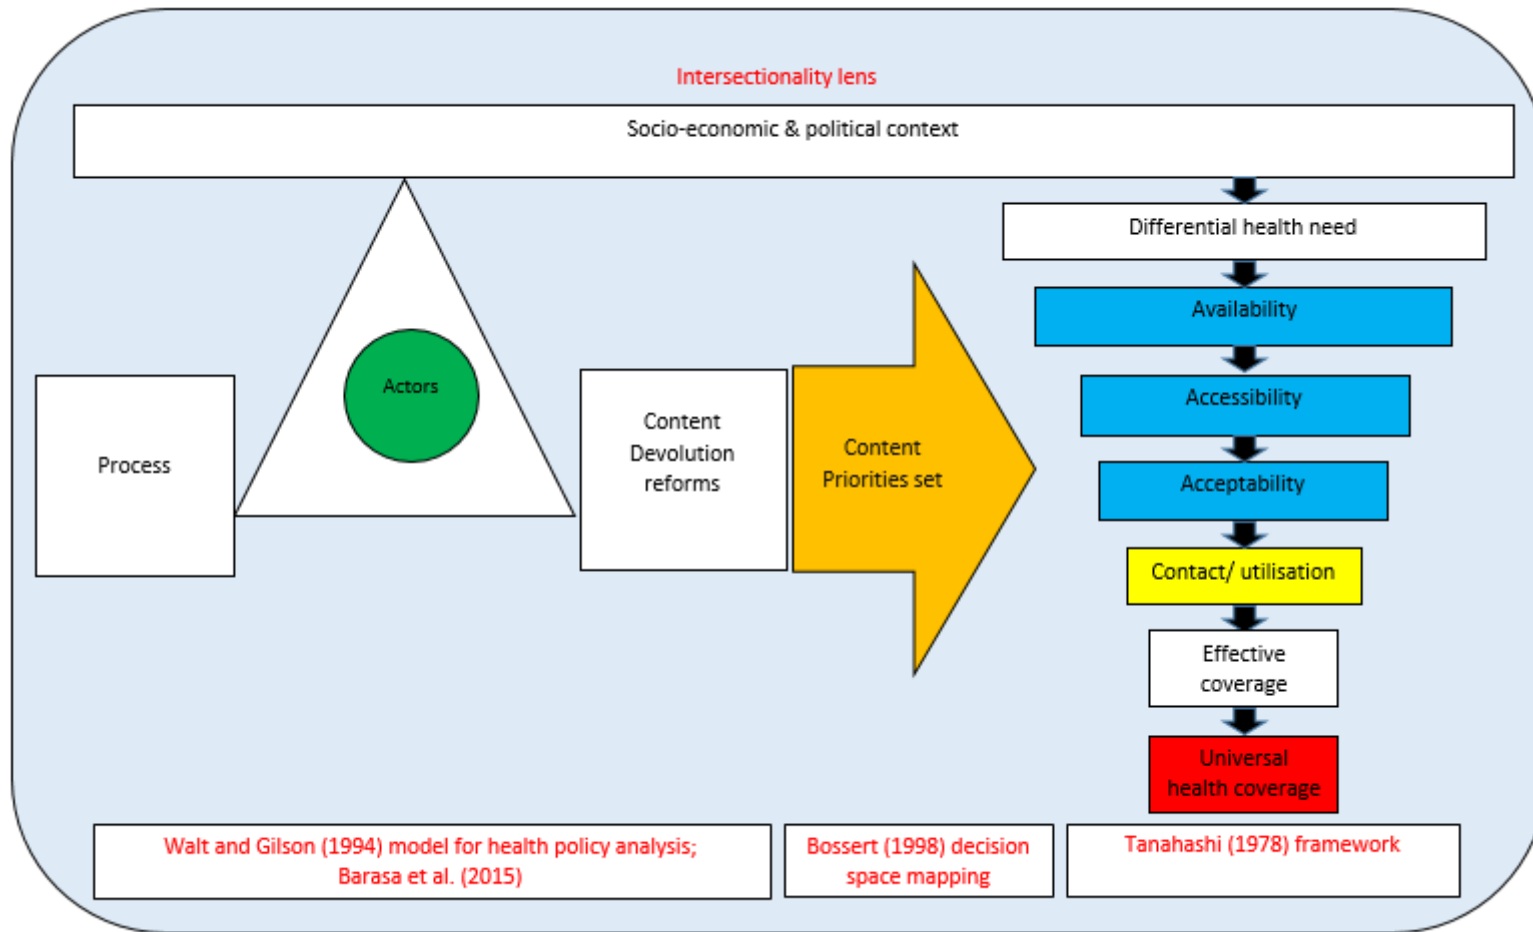 Intersectionality lens
Socio-economic & political context
Differential health need
Availability
Accessibility
Acceptability
Contact/ utilisation
Effective
coverage
Universal
health coverage
Actors
Process
Content
Devolution
reforms
Content
Priorities set
Walt and Gilson (1994) model for health policy analysis;
Barasa et al. (2015)
Bossert (1998) decision
space mapping
Tanahashi (1978) framework